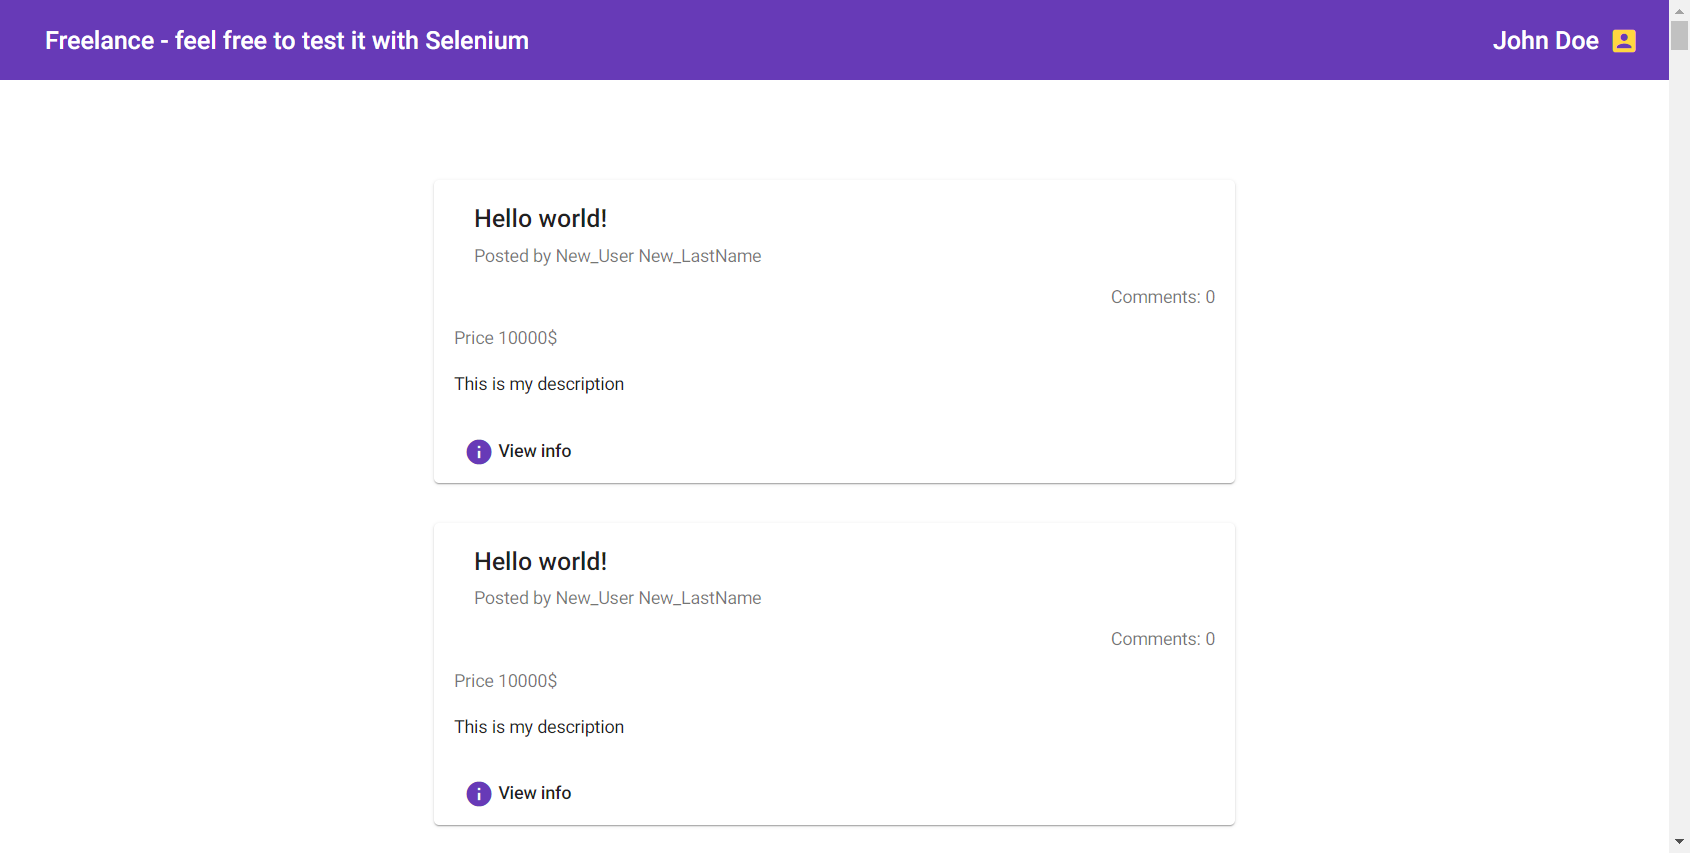 Freelance - feel free to test it with Selenium
John Doe
Hello world!
Posted by New_User New_LastName
Comments: 0
Price 10000$
This is my description
View info
Hello world!
Posted by New_User New_LastName
Comments: 0
Price 10000$
This is my description
View info